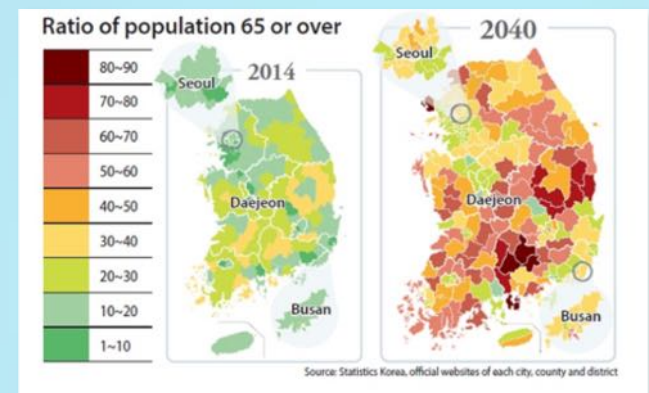 Ratio of population 65 or over
80~90
70~80
60~70
50~60
40~50
30~40
20~30
10~20
1~10
2014
Seoul
Daejeon
Busan
2040
Seoul
Daejeon
Busan
Source: Statistics Korea, official websites of each city, county and district